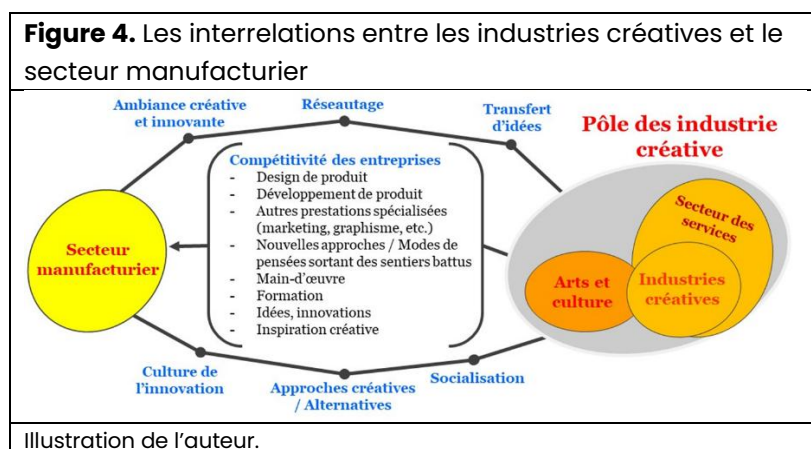 Figure 4. Les interrelations entre les industries créatives et le
secteur manufacturier
Ambiance créative
et innovante
Réseautage
Transfert
d'idées
Pôle des industrie
créative
Compétitivité des entreprises
- Design de produit
- Développement de produit
- Autres prestations spécialisées
(marketing, graphisme, etc.)
- Nouvelles approches / Modes de
pensées sortant des sentiers battus
- Main-d'œuvre
- Formation
- Idées, innovations
- Inspiration créative
Secteur
manufacturier
Secteur des
services
Arts et
culture
Industries
créatives
Culture de
l'innovation
Approches créatives
/ Alternatives
Socialisation
Illustration de l'auteur.